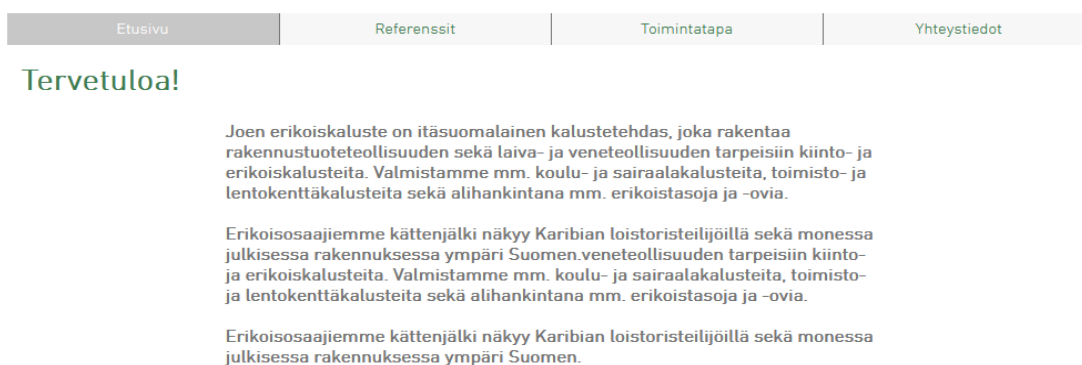 Etusivu Referenssit Toimintatapa Yhteystiedot
Tervetuloa!
Joen erikoiskaluste on itäsuomalainen kalustetehdas, joka rakentaa
rakennustuoteteollisuuden sekä laiva- ja veneteollisuuden tarpeisiin kiinto- ja
erikoiskalusteita. Valmistamme mm. koulu- ja sairaalakalusteita, toimisto- ja
lentokenttäkalusteita sekä alihankintana mm. erikoistasoja ja -ovia.
Erikoisosaajiemme kättenjälki näkyy Karibian loistoristeilijöillä sekä monessa
julkisessa rakennuksessa ympäri Suomen.veneteollisuuden tarpeisiin kiinto-
ja erikoiskalusteita. Valmistamme mm. koulu- ja sairaalakalusteita, toimisto-
ja lentokenttäkalusteita sekä alihankintana mm. erikoistasoja ja -ovia.
Erikoisosaajiemme kättenjälki näkyy Karibian loistoristeilijöillä sekä monessa
julkisessa rakennuksessa ympäri Suomen.